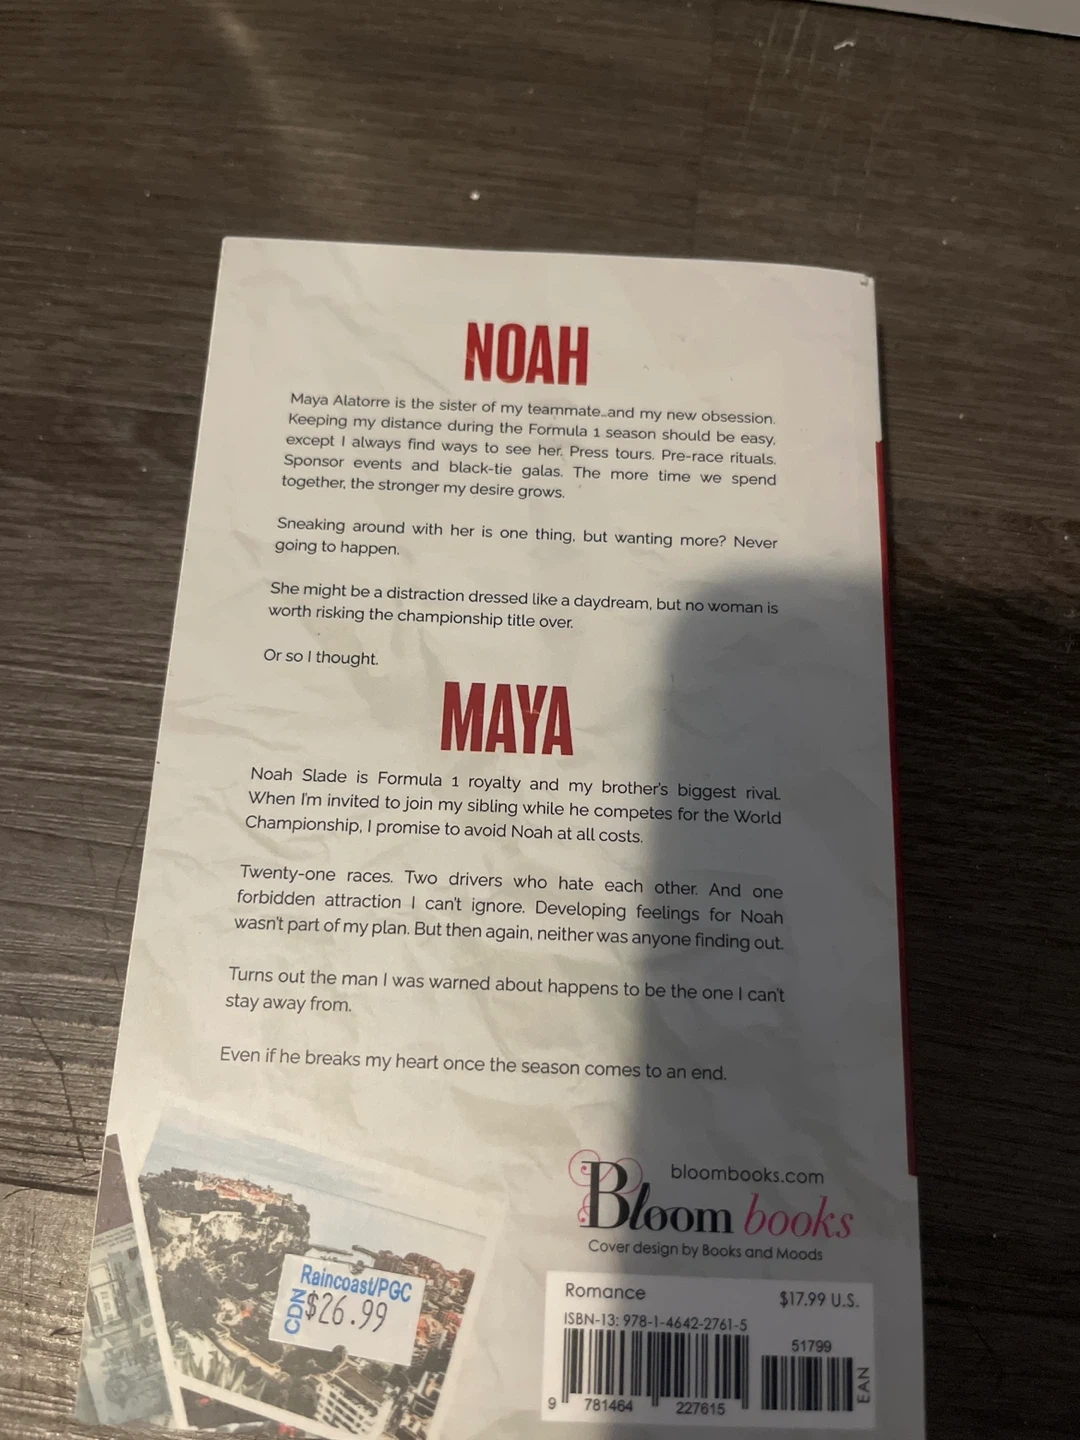 NOAH
Maya Alatorre is the sister of my teammate...and my new obsession.
Keeping my distance during the Formula 1 season should be easy,
except I always find ways to see her. Press tours. Pre-race rituals.
Sponsor events and black-tie galas. The more time we spend
together, the stronger my desire grows.
Sneaking around with her is one thing, but wanting more? Never
going to happen.
She might be a distraction dressed like a daydream, but no woman is
worth risking the championship title over.
Or so I thought.
MAYA
Noah Slade is Formula 1 royalty and my brother's biggest rival.
When I'm invited to join my sibling while he competes for the World
Championship, I promise to avoid Noah at all costs.
Twenty-one races. Two drivers who hate each other. And one
forbidden attraction I can't ignore. Developing feelings for Noah
wasn't part of my plan. But then again, neither was anyone finding out.
Turns out the man I was warned about happens to be the one I can't
stay away from.
Even if he breaks my heart once the season comes to an end.
bloombooks.com
Bloom books
Cover design by Books and Moods
Raincoast/PGC
CDN $26.99
Romance $17.99 U.S.
ISBN-13: 978-1-4642-2761-5
51799
EAN
9 781464 227615